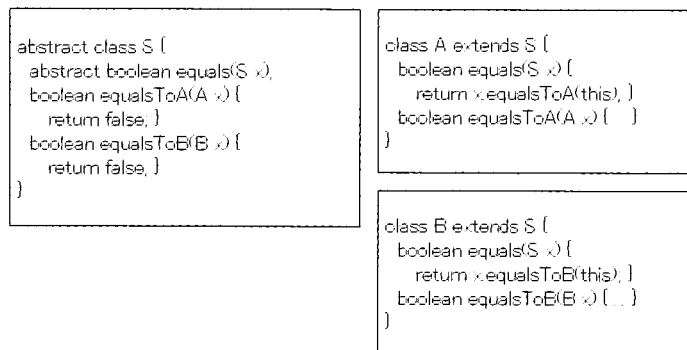 abstract class S {
abstract boolean equals(S x);
boolean equalsToA(A x) {
return false; }
boolean equalsToB(B x) {
return false; }
}
class A extends S {
boolean equals(S x) {
return x.equalsToA(this); }
boolean equalsToA(A x) { ... }
}
class B extends S {
boolean equals(S x) {
return x.equalsToB(this); }
boolean equalsToB(B x) { ... }
}